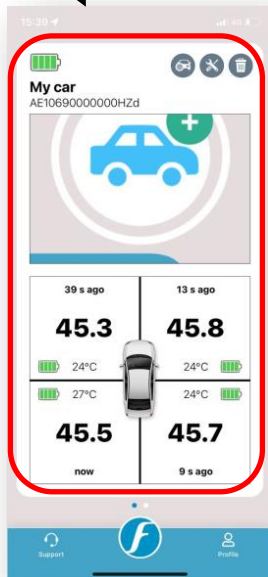 15:39
4G
My car
AE10690000000HZd
39 s ago
13 s ago
45.3
45.8
24°C
24°C
27°C
24°C
45.5
45.7
now
9 s ago
Support
Profile